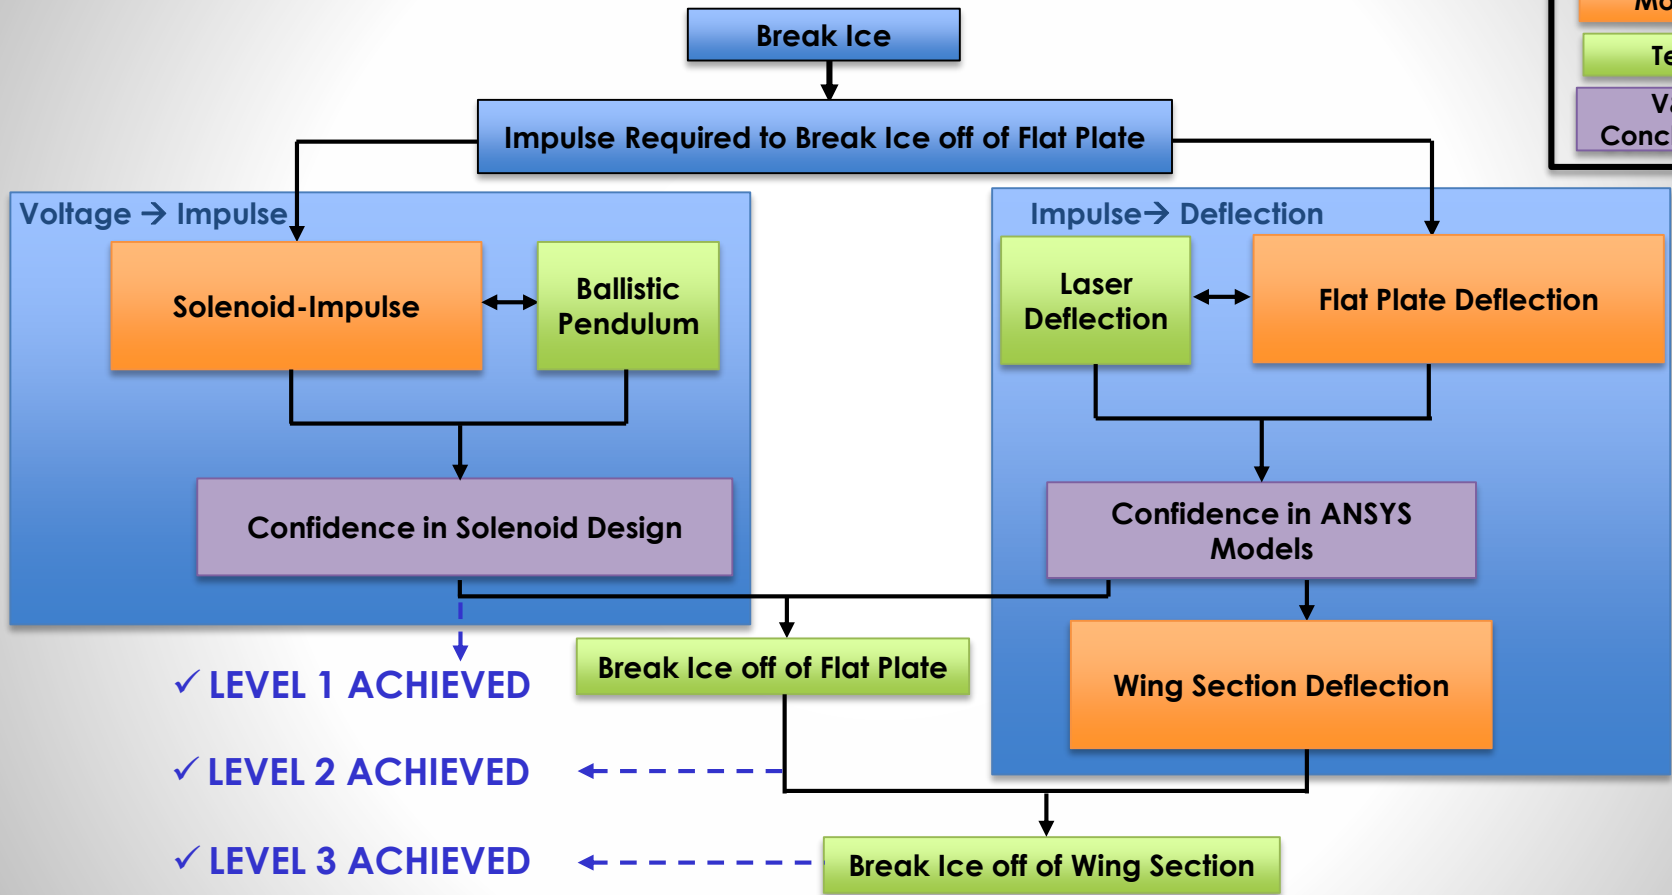 Break Ice
Impulse Required to Break Ice off of Flat Plate
Voltage → Impulse
Solenoid-Impulse
Ballistic
Pendulum
Confidence in Solenoid Design
Impulse→ Deflection
Laser
Deflection
Flat Plate Deflection
Confidence in ANSYS
Models
Break Ice off of Flat Plate
Wing Section Deflection
✓ LEVEL 1 ACHIEVED
✓ LEVEL 2 ACHIEVED
✓ LEVEL 3 ACHIEVED
Break Ice off of Wing Section